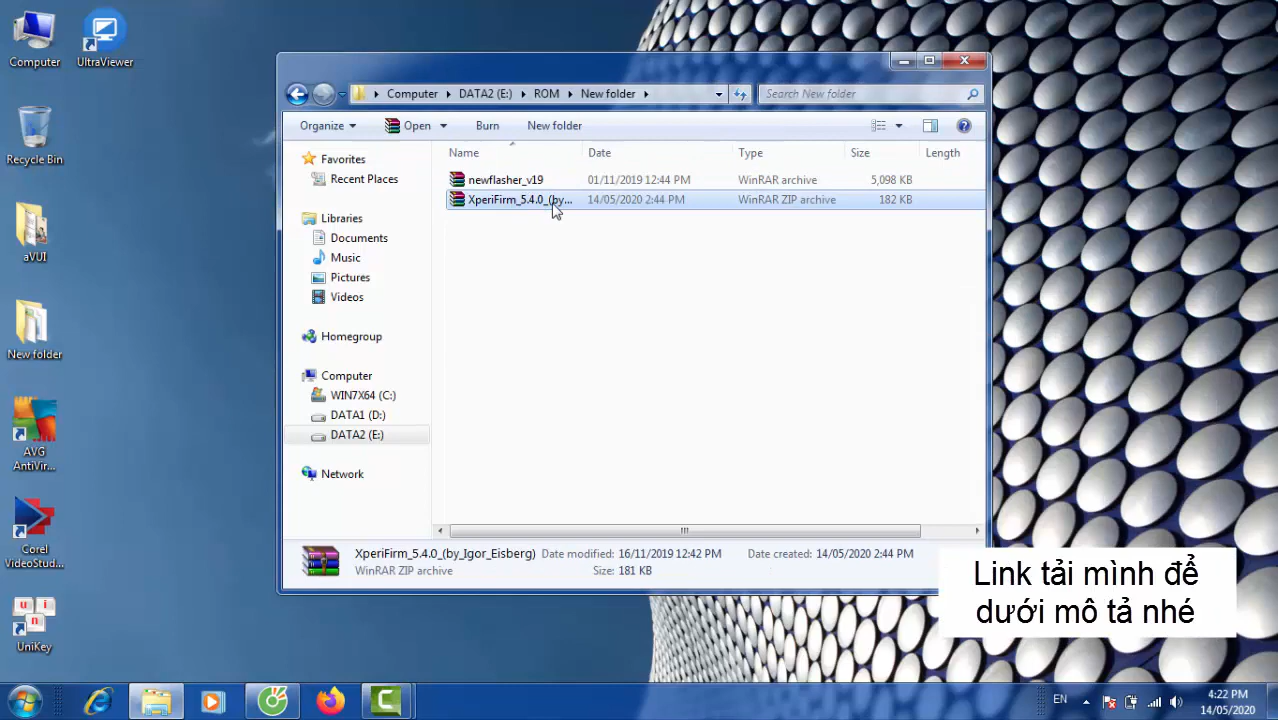 Computer
UltraViewer
Recycle Bin
aVUI
New folder
AVG
AntiVir...
Corel
VideoStud...
u i
n
UniKey
Computer DATA2 (E:) ROM New folder
Search New folder
Organize Open Burn New folder
Name Date Type Size Length
newflasher_v19 01/11/2019 12:44 PM WinRAR archive 5,098 KB
XperiFirm_5.4.0_(by... 14/05/2020 2:44 PM WinRAR ZIP archive 182 KB
Favorites
Recent Places
Libraries
Documents
Music
Pictures
Videos
Homegroup
Computer
WIN7X64 (C:)
DATA1 (D:)
DATA2 (E:)
Network
XperiFirm_5.4.0_(by_Igor_Eisberg) Date modified: 16/11/2019 12:42 PM Date created: 14/05/2020 2:44 PM
WinRAR ZIP archive Size: 181 KB
Link tải mình để
dưới mô tả nhé
EN
4:22 PM
14/05/2020